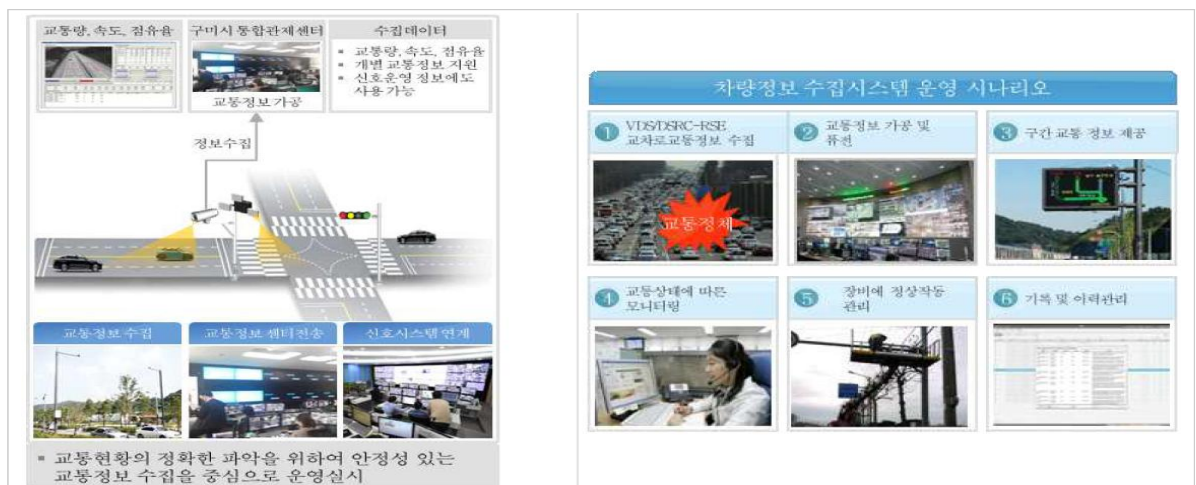 교통량, 속도, 점유율
구미시 통합관제센터
교통정보 가공
수집데이터
▪ 교통량, 속도, 점유율
▪ 개별 교통정보 지원
▪ 신호운영 정보에도
사용 가능
정보수집
교통정보 수집
교통정보 센터 전송
신호시스템 연계
▪ 교통현황의 정확한 파악을 위하여 안정성 있는
교통정보 수집을 중심으로 운영실시
차량정보 수집시스템 운영 시나리오
1 VDS/DSRC-RSE
교차로교통정보 수집
교통정체
2 교통정보 가공 및
퓨전
3 구간 교통 정보 제공
4 교통상태에 따른
모니터링
5 장비에 정상작동
관리
6 기록 및 이력관리